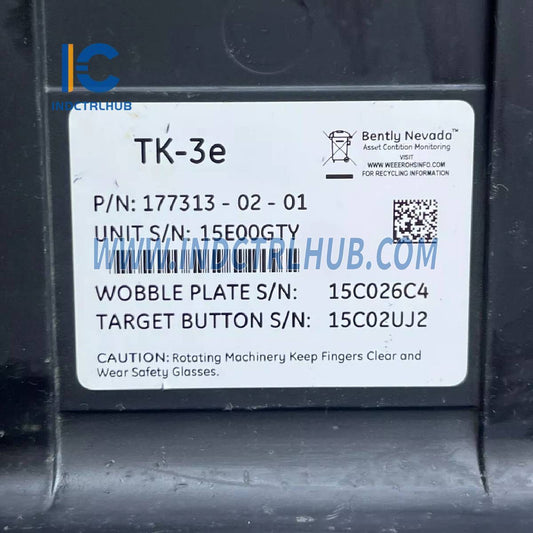 INDCTRLHUB
TK-3e
Bently Nevada™
Asset Condition Monitoring
VISIT
WWW.WEEEROHSINFO.COM
FOR RECYCLING INFORMATION
P/N: 177313 - 02 - 01
UNIT S/N: 15E00GTY
WWW.INDCTRLHUB.COM
WOBBLE PLATE S/N: 15C026C4
TARGET BUTTON S/N: 15C02UJ2
CAUTION: Rotating Machinery Keep Fingers Clear and
Wear Safety Glasses.